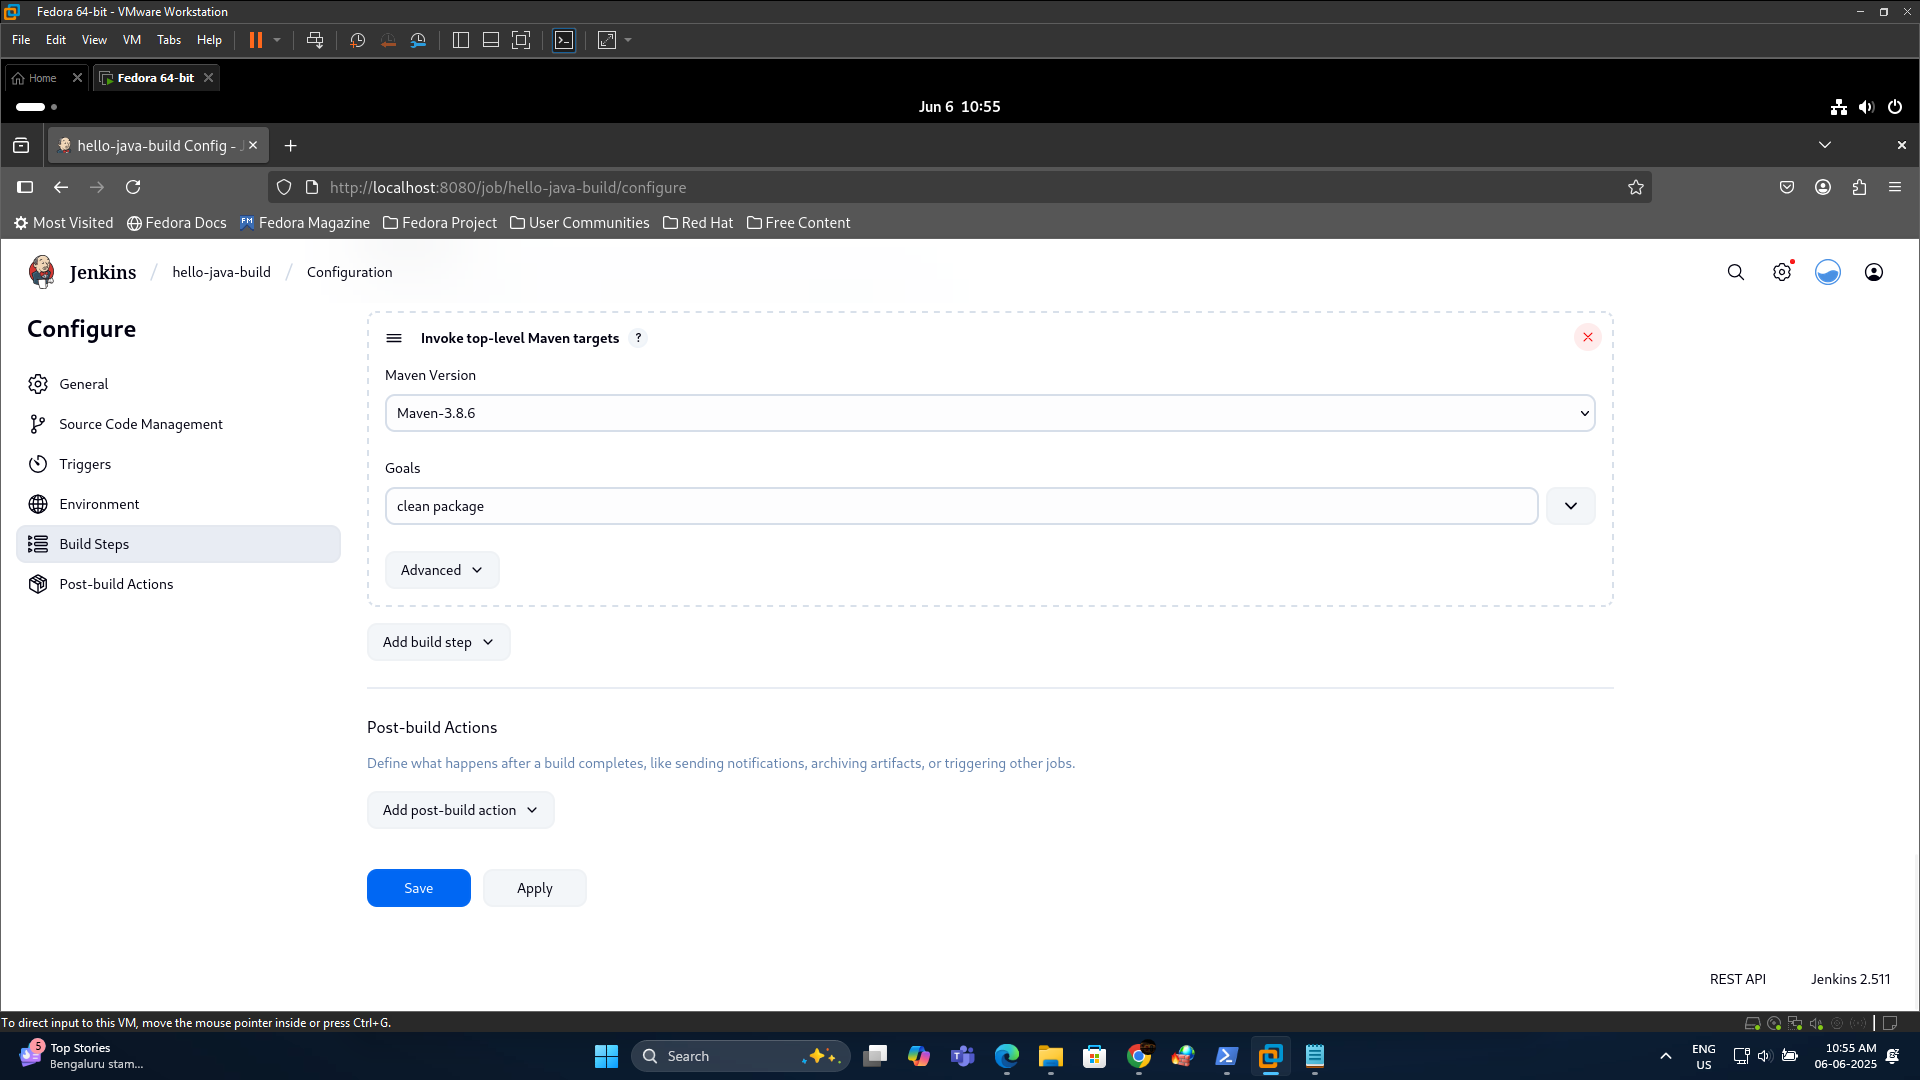 Fedora 64-bit - VMware Workstation
File Edit View VM Tabs Help
Home Fedora 64-bit
Jun 6 10:55
hello-java-build Config - J
http://localhost:8080/job/hello-java-build/configure
Most Visited Fedora Docs Fedora Magazine Fedora Project User Communities Red Hat Free Content
Jenkins / hello-java-build / Configuration
Configure
General
Source Code Management
Triggers
Environment
Build Steps
Post-build Actions
Invoke top-level Maven targets ?
Maven Version
Maven-3.8.6
Goals
clean package
Advanced
Add build step
Post-build Actions
Define what happens after a build completes, like sending notifications, archiving artifacts, or triggering other jobs.
Add post-build action
Save Apply
REST API Jenkins 2.511
To direct input to this VM, move the mouse pointer inside or press Ctrl+G.
5
Top Stories
Bengaluru stam...
Search
ENG
US
10:55 AM
06-06-2025